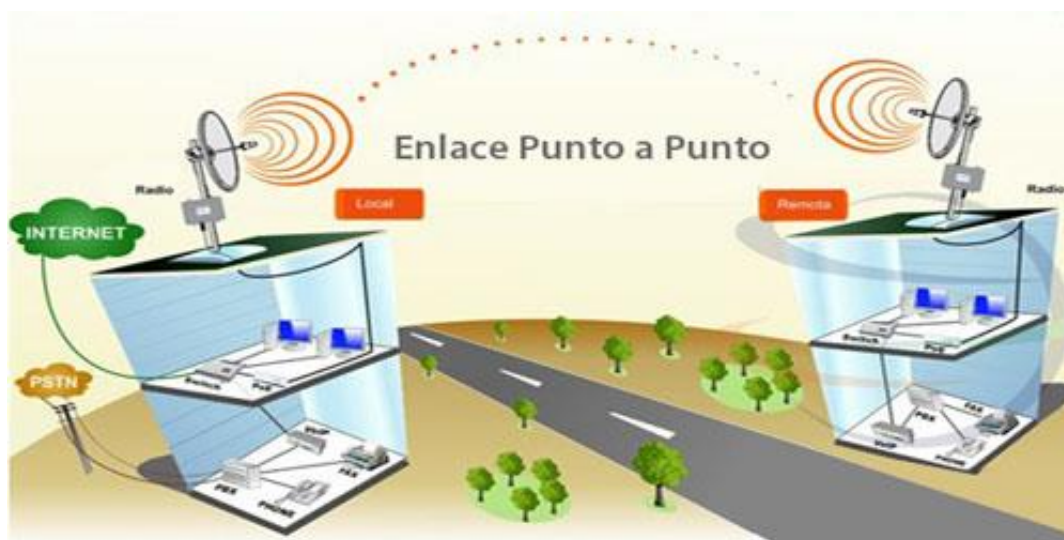 Enlace Punto a Punto
Radio
Local
INTERNET
Switch
PoE
PSTN
VoIP
FAX
PBX
PHONE
Remota
Radio
Switch
PoE
PBX
FAX
VoIP
PHONE